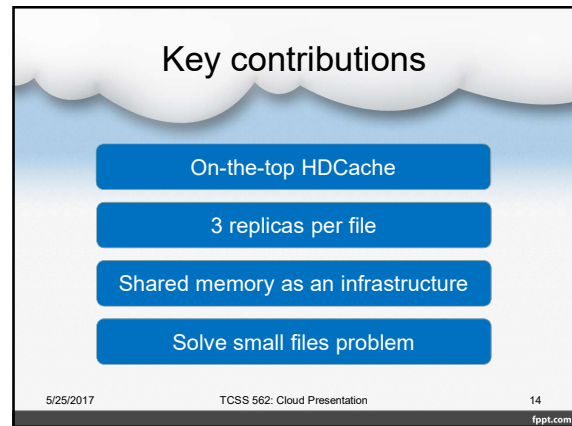 Key contributions
On-the-top HDCache
3 replicas per file
Shared memory as an infrastructure
Solve small files problem
5/25/2017
TCSS 562: Cloud Presentation
14
fppt.com